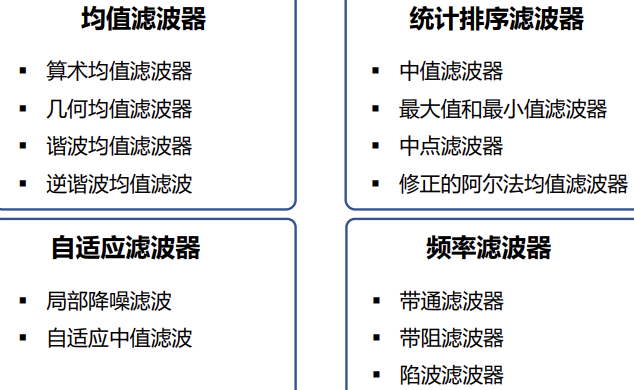 均值滤波器
▪ 算术均值滤波器
▪ 几何均值滤波器
▪ 谐波均值滤波器
▪ 逆谐波均值滤波
统计排序滤波器
▪ 中值滤波器
▪ 最大值和最小值滤波器
▪ 中点滤波器
▪ 修正的阿尔法均值滤波器
自适应滤波器
▪ 局部降噪滤波
▪ 自适应中值滤波
频率滤波器
▪ 带通滤波器
▪ 带阻滤波器
▪ 陷波滤波器